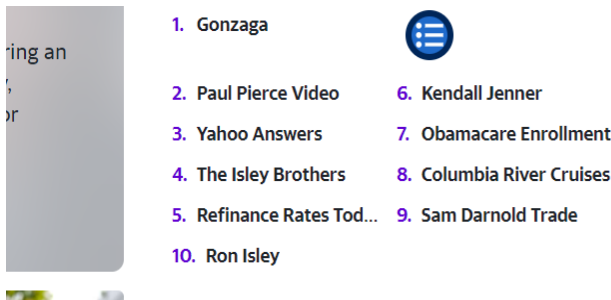 ring an
,
or
1. Gonzaga
2. Paul Pierce Video
3. Yahoo Answers
4. The Isley Brothers
5. Refinance Rates Tod...
10. Ron Isley
6. Kendall Jenner
7. Obamacare Enrollment
8. Columbia River Cruises
9. Sam Darnold Trade